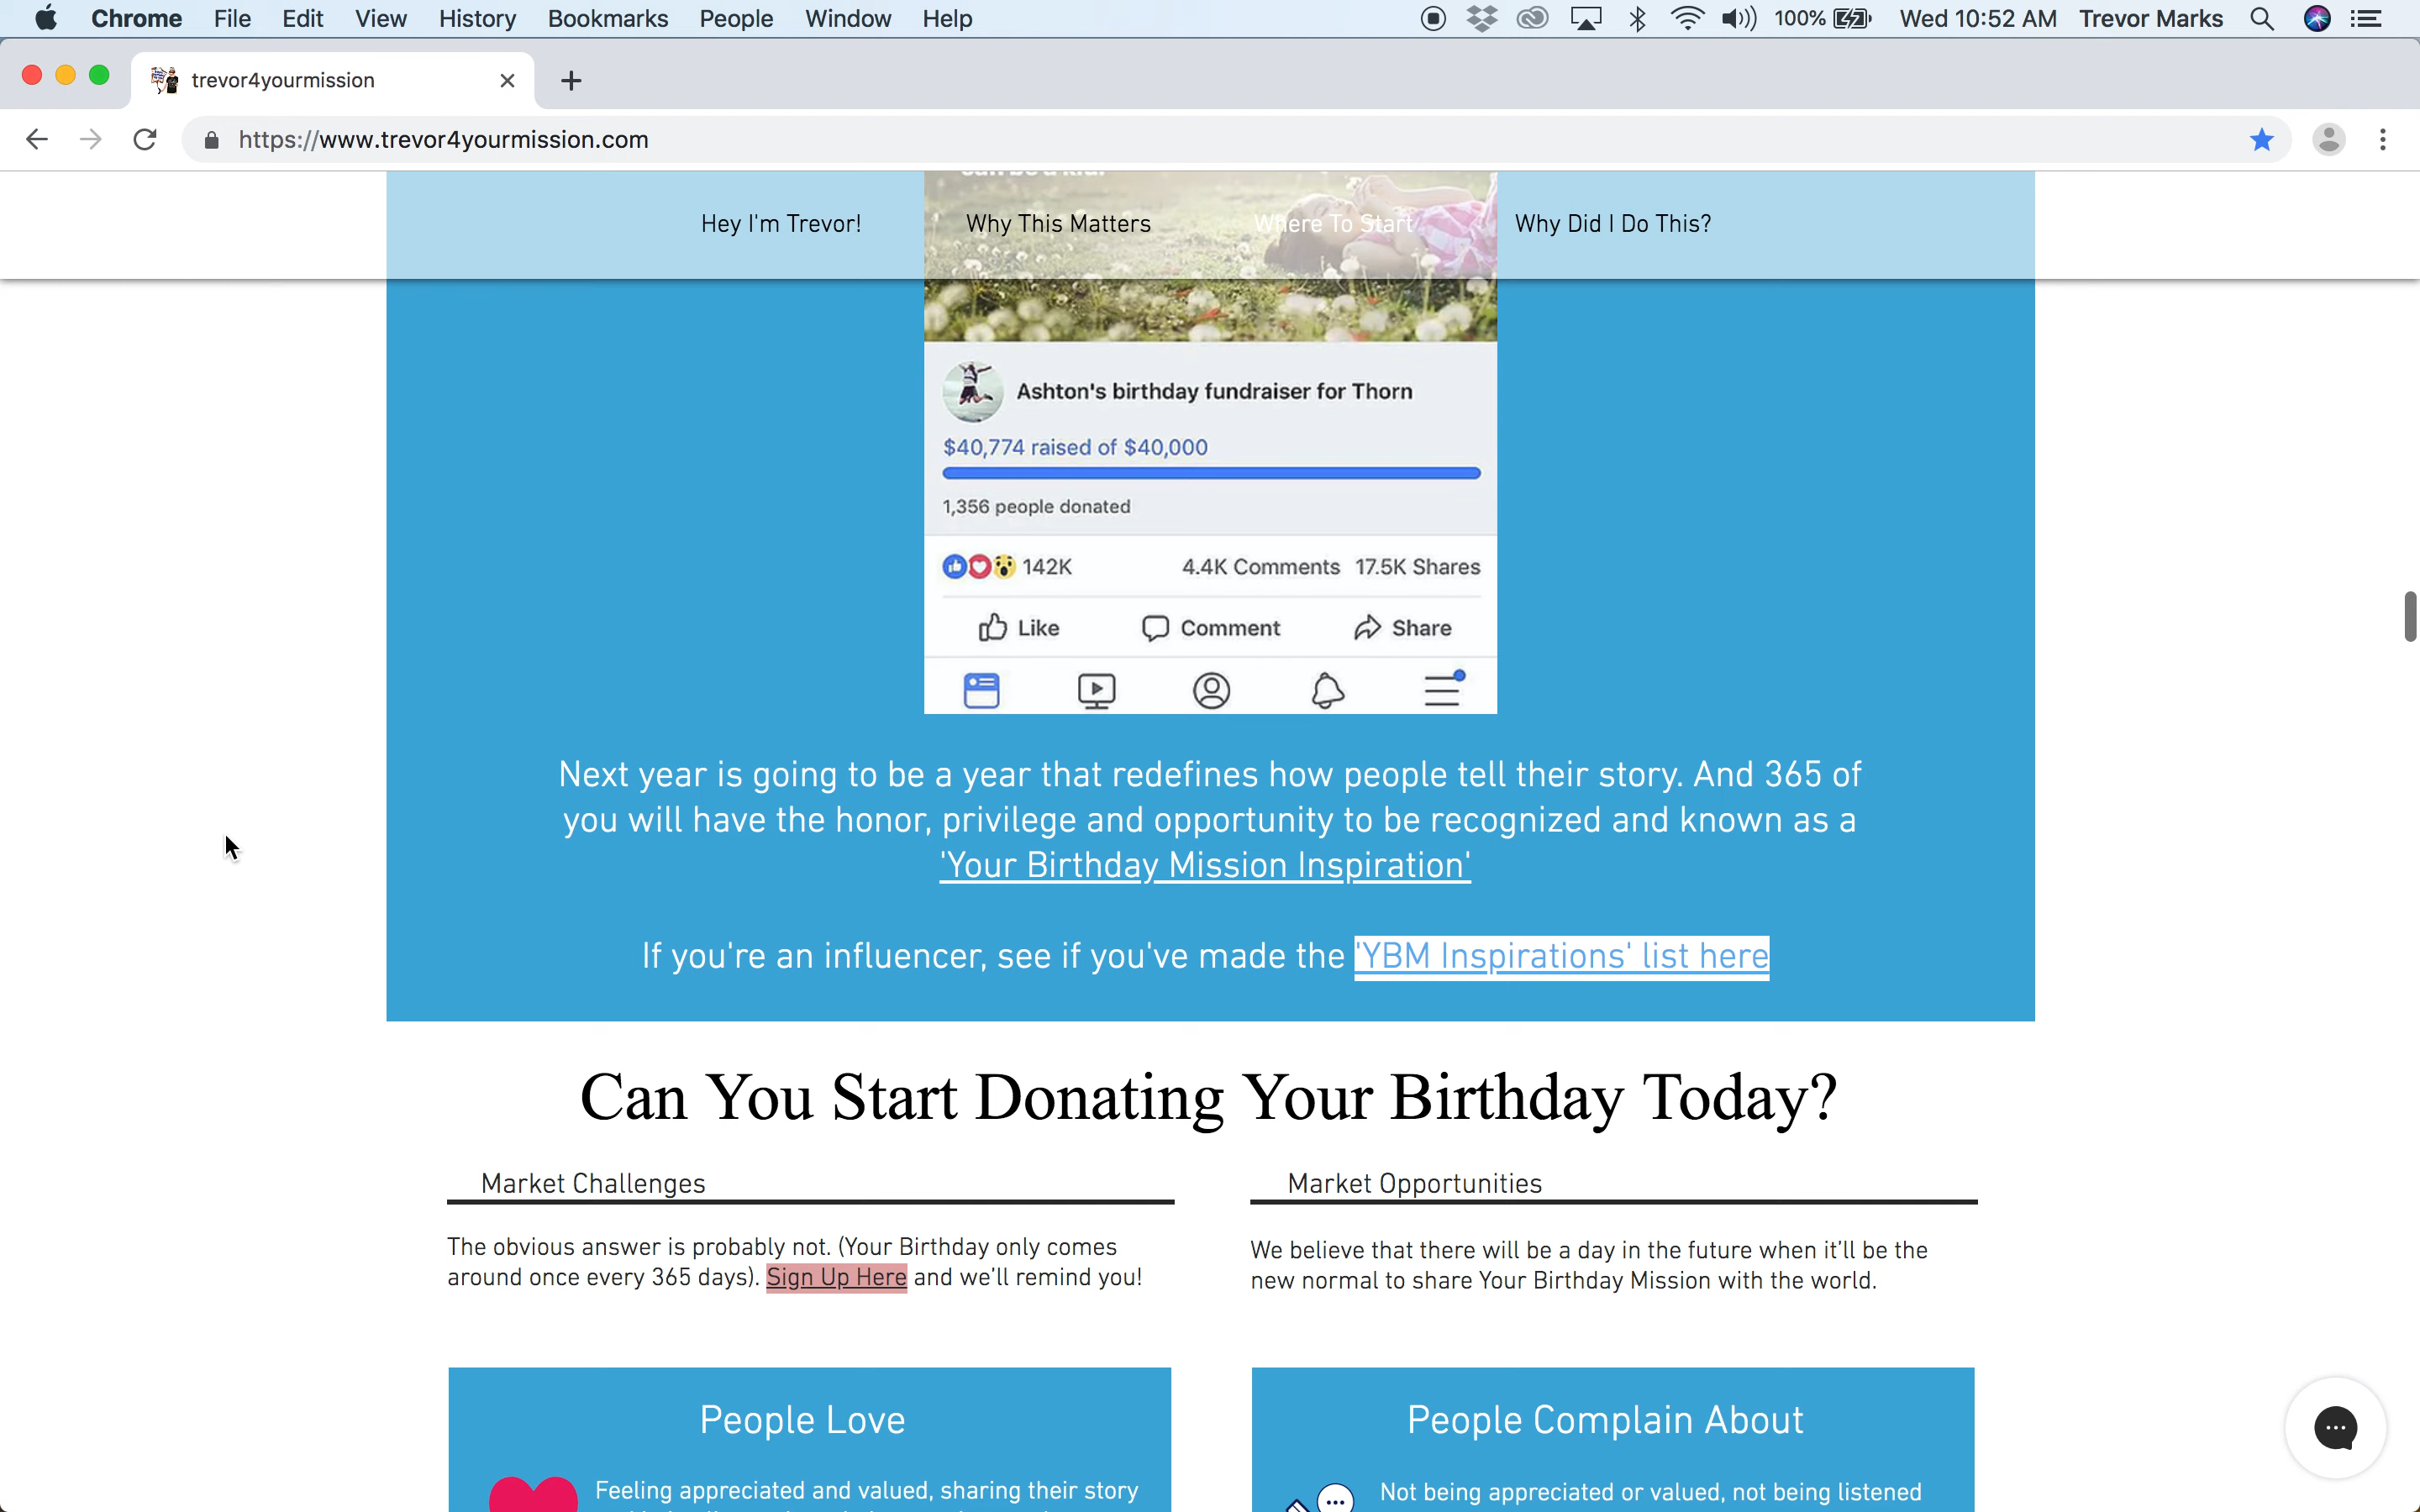 Chrome File Edit View History Bookmarks People Window Help 100% Wed 10:52 AM Trevor Marks
trevor4yourmission
https://www.trevor4yourmission.com
Hey I'm Trevor! Why This Matters Where To Start Why Did I Do This?
Ashton's birthday fundraiser for Thorn
$40,774 raised of $40,000
1,356 people donated
142K 4.4K Comments 17.5K Shares
Like Comment Share
Next year is going to be a year that redefines how people tell their story. And 365 of
you will have the honor, privilege and opportunity to be recognized and known as a
'Your Birthday Mission Inspiration'
If you're an influencer, see if you've made the 'YBM Inspirations' list here
Can You Start Donating Your Birthday Today?
Market Challenges
The obvious answer is probably not. (Your Birthday only comes
around once every 365 days). Sign Up Here and we'll remind you!
Market Opportunities
We believe that there will be a day in the future when it'll be the
new normal to share Your Birthday Mission with the world.
People Love
Feeling appreciated and valued, sharing their story
People Complain About
Not being appreciated or valued, not being listened